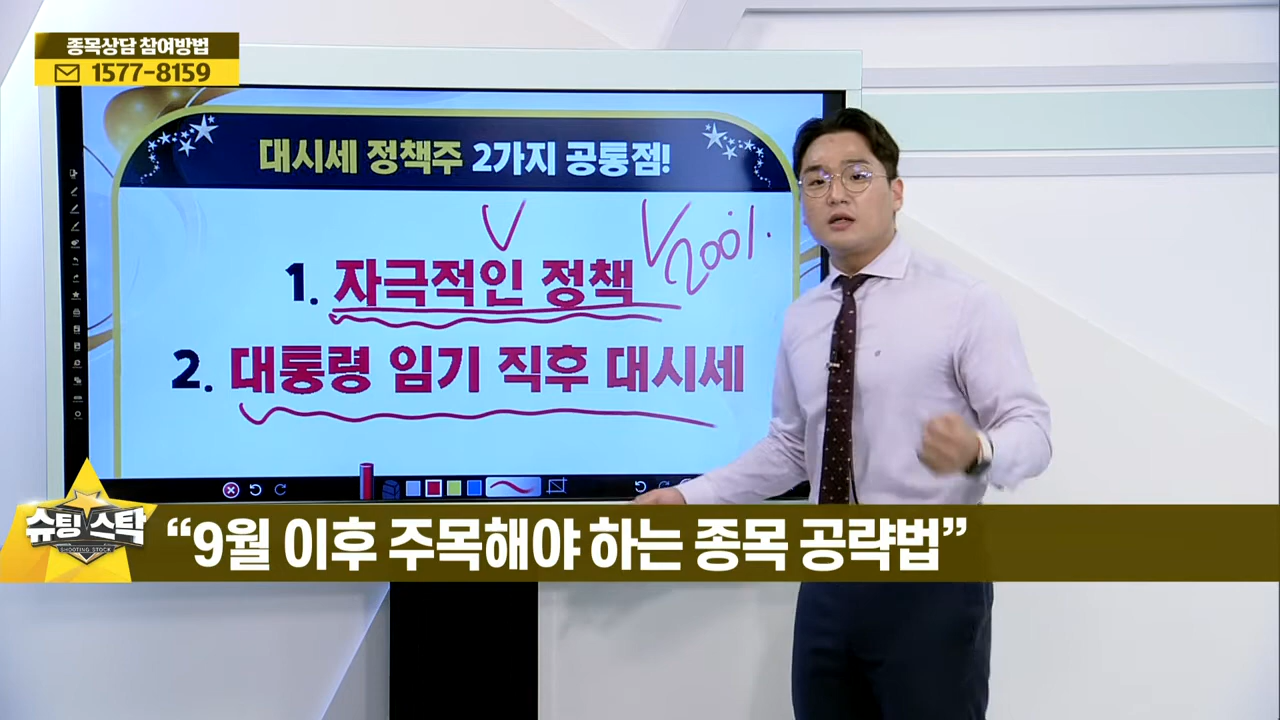 종목상담 참여방법
1577-8159
대시세 정책주 2가지 공통점!
200%.
1. 자극적인 정책
2. 대통령 임기 직후 대시세
슈팅스탁
SHOOTING STOCK
“9월 이후 주목해야 하는 종목 공략법”